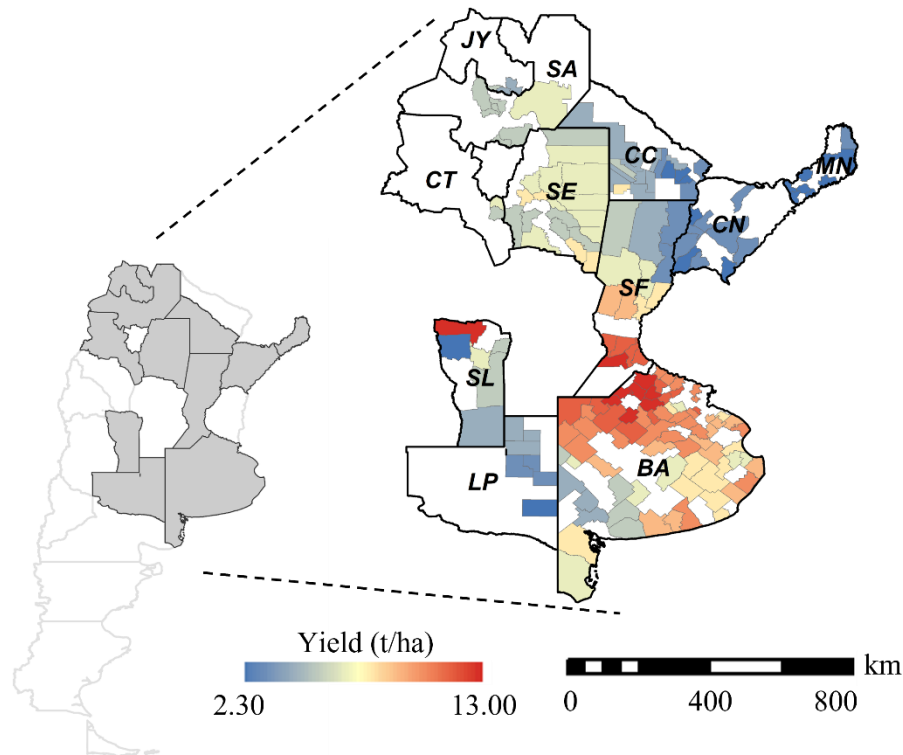 JY
SA
CC
MN
CT
SE
CN
SF
SL
BA
LP
Yield (t/ha)
2.30 13.00
km
0 400 800